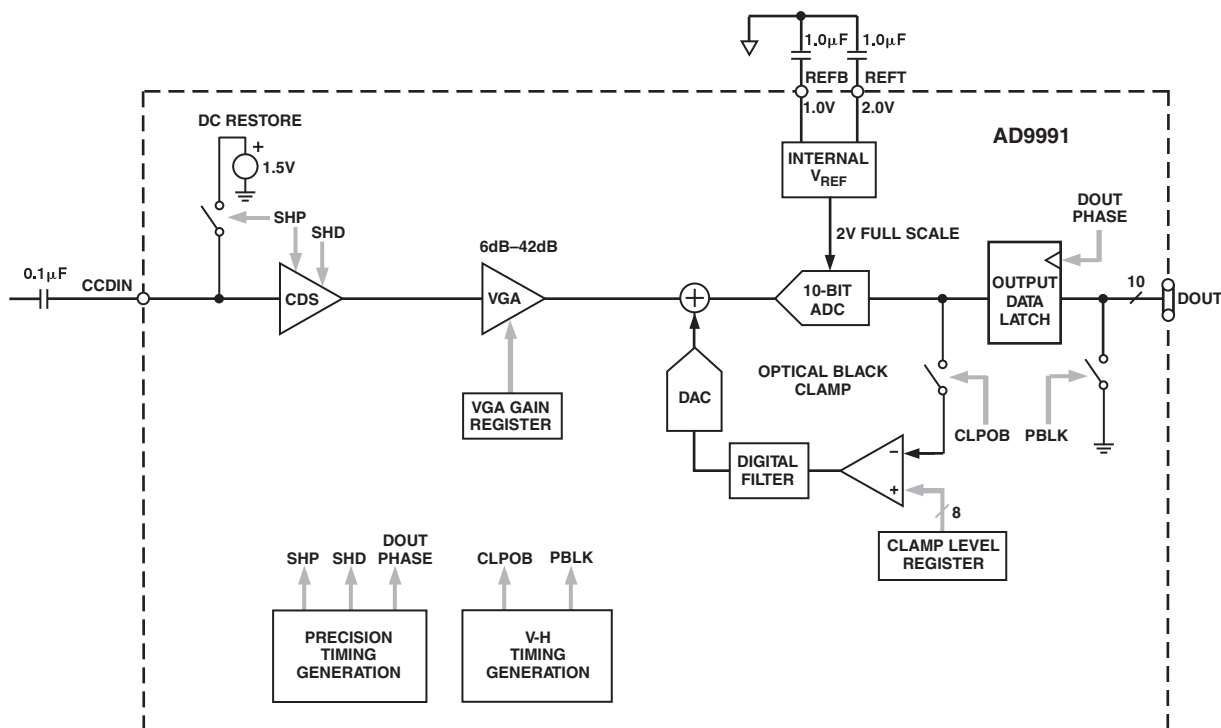 1.0µF 1.0µF
REFB REFT
1.0V 2.0V
DC RESTORE
+
1.5V
AD9991
INTERNAL
VREF
DOUT
PHASE
SHP
SHD
6dB–42dB
2V FULL SCALE
0.1µF
CCDIN
CDS
VGA
+
10-BIT
ADC
OUTPUT
DATA
LATCH
10
DOUT
OPTICAL BLACK
CLAMP
DAC
VGA GAIN
REGISTER
CLPOB PBLK
DIGITAL
FILTER
–
+
8
CLAMP LEVEL
REGISTER
SHP SHD DOUT
PHASE
CLPOB PBLK
PRECISION
TIMING
GENERATION
V-H
TIMING
GENERATION